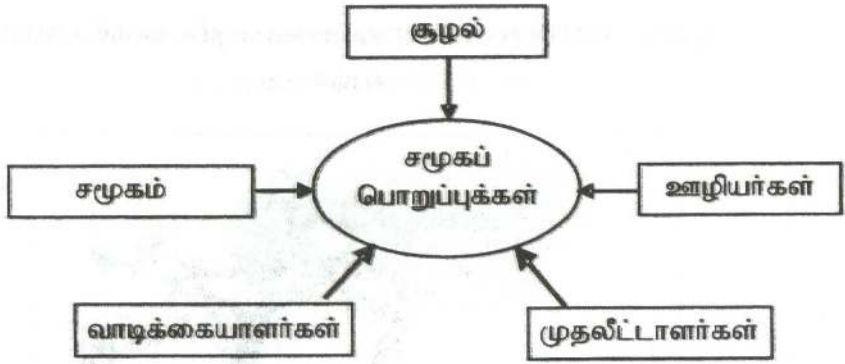 சூழல்
சமூகப்
பொறுப்புக்கள்
சமூகம்
ஊழியர்கள்
வாடிக்கையாளர்கள்
முதலீட்டாளர்கள்